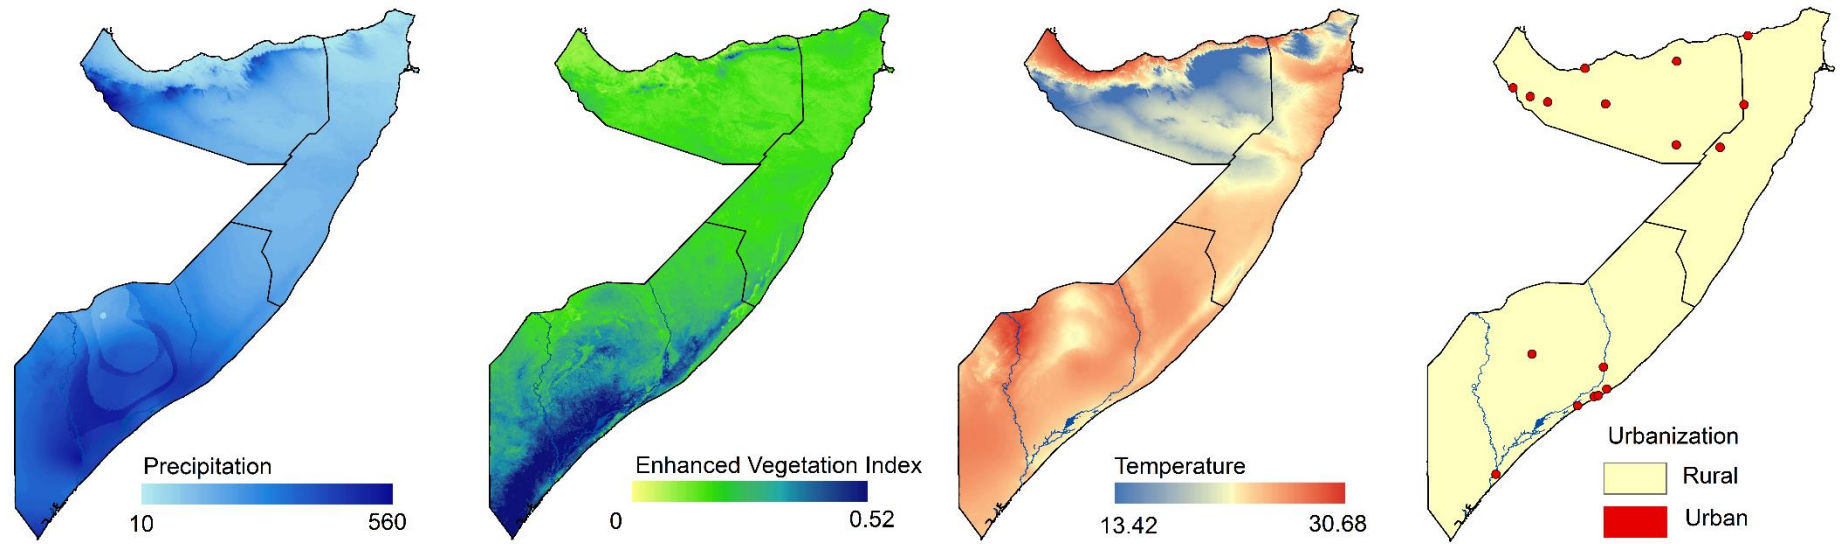 Precipitation
10 560
Enhanced Vegetation Index
0 0.52
Temperature
13.42 30.68
Urbanization
Rural
Urban